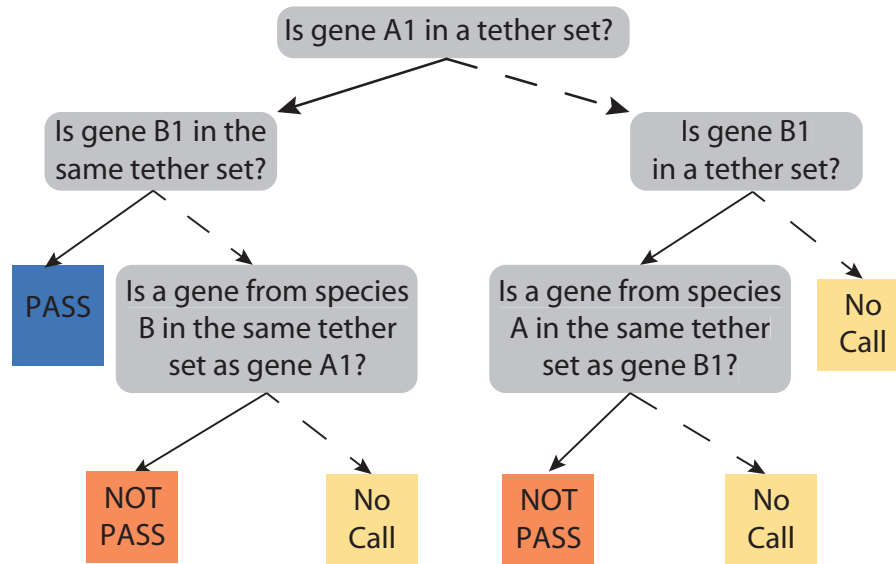 Is gene A1 in a tether set?
Is gene B1 in the
same tether set?
Is gene B1
in a tether set?
PASS
Is a gene from species
B in the same tether
set as gene A1?
Is a gene from species
A in the same tether
set as gene B1?
No
Call
NOT
PASS
No
Call
NOT
PASS
No
Call